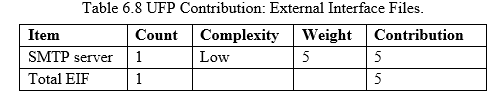 Table 6.8 UFP Contribution: External Interface Files.
Item Count Complexity Weight Contribution
SMTP server 1 Low 5 5
Total EIF 1 5